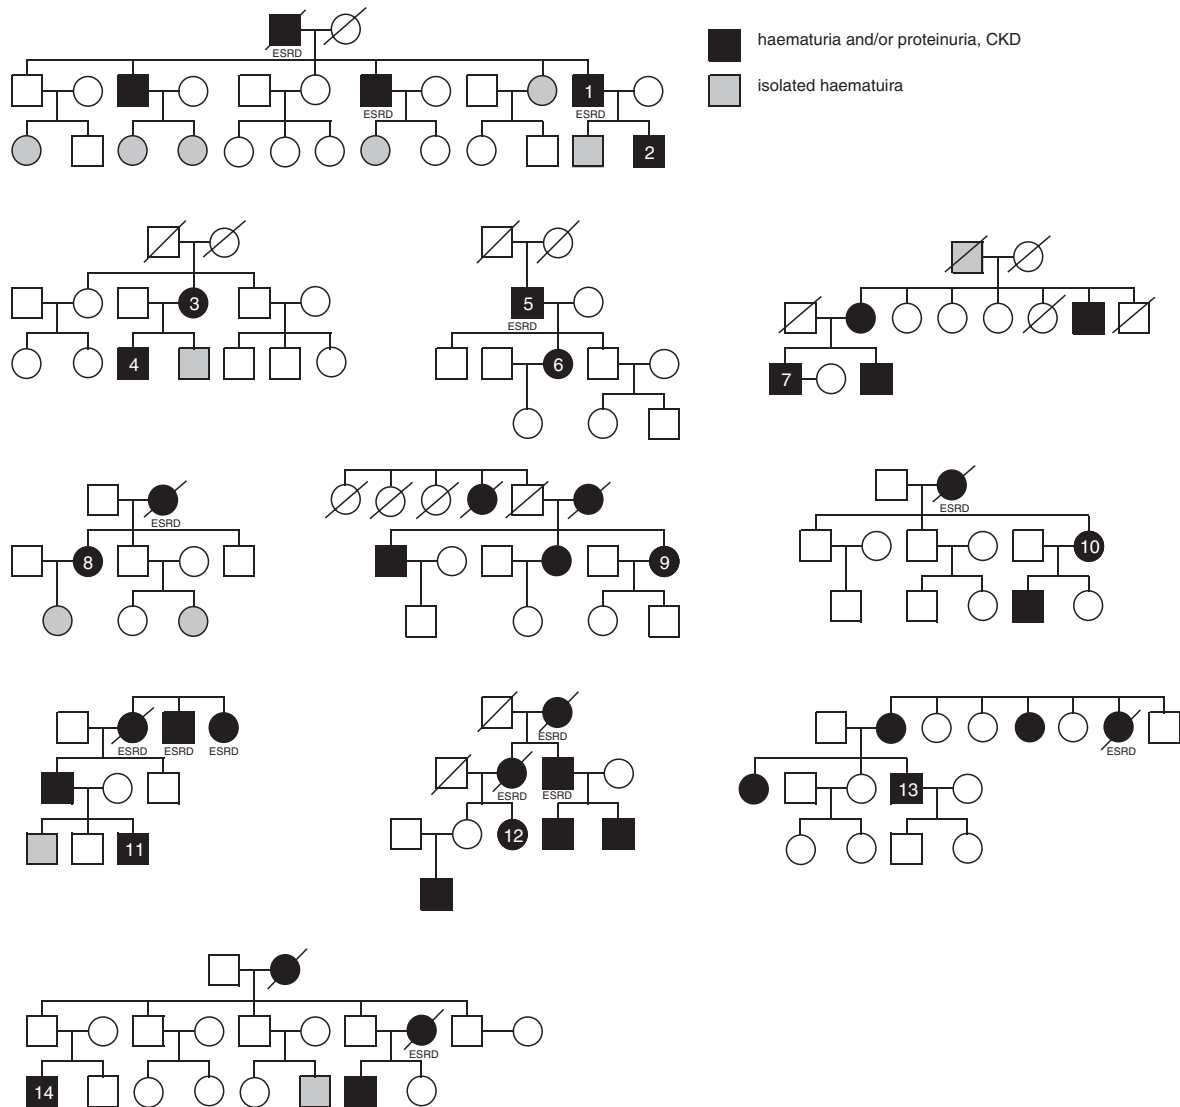 ESRD
haematuria and/or proteinuria, CKD
isolated haematuira
1
ESRD
ESRD
2
3
4
5
ESRD
6
7
ESRD
8
9
ESRD
10
ESRD ESRD ESRD
11
ESRD
ESRD ESRD
12
ESRD
13
ESRD
14